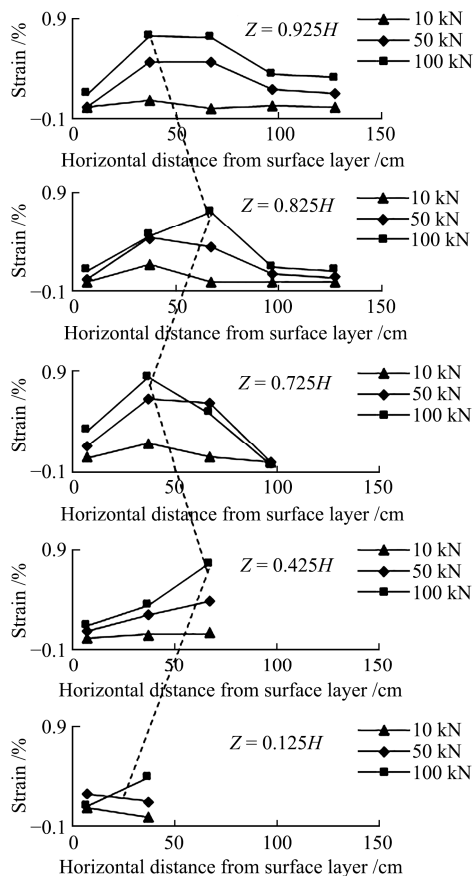 0.9
Z = 0.925H
10 kN
50 kN
100 kN
Strain /%
−0.1
50
100
150
Horizontal distance from surface layer /cm
0.9
Z = 0.825H
10 kN
50 kN
100 kN
Strain /%
−0.1
50
100
150
Horizontal distance from surface layer /cm
0.9
Z = 0.725H
10 kN
50 kN
100 kN
Strain /%
−0.1
50
100
150
Horizontal distance from surface layer /cm
0.9
Z = 0.425H
10 kN
50 kN
100 kN
Strain /%
−0.1
50
100
150
Horizontal distance from surface layer /cm
0.9
Z = 0.125H
10 kN
50 kN
100 kN
Strain /%
−0.1
0
50
100
150
Horizontal distance from surface layer /cm